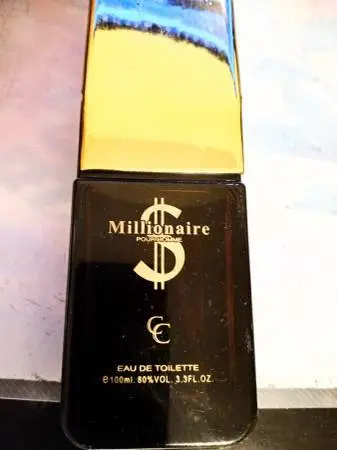 Millionaire
POUR HOMME
$
CC
EAU DE TOILETTE
e 100ml. 80%VOL. 3.3FL.OZ.